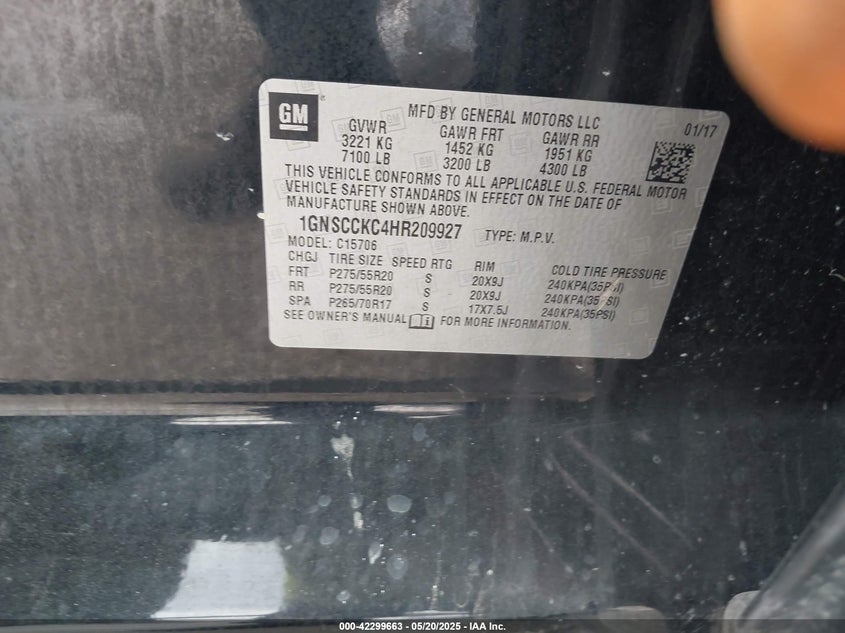 GM
MFD BY GENERAL MOTORS LLC
01/17
GVWR GAWR FRT GAWR RR
3221 KG 1452 KG 1951 KG
7100 LB 3200 LB 4300 LB
THIS VEHICLE CONFORMS TO ALL APPLICABLE U.S. FEDERAL MOTOR
VEHICLE SAFETY STANDARDS IN EFFECT ON THE DATE OF
MANUFACTURE SHOWN ABOVE.
1GNSCCKC4HR209927 TYPE: M.P.V.
MODEL: C15706
CHGJ TIRE SIZE SPEED RTG RIM COLD TIRE PRESSURE
FRT P275/55R20 S 20X9J 240KPA(35PSI)
RR P275/55R20 S 20X9J 240KPA(35PSI)
SPA P265/70R17 S 17X7.5J 240KPA(35PSI)
SEE OWNER'S MANUAL FOR MORE INFORMATION.
000-42299663 — 05/20/2025 — IAA Inc.